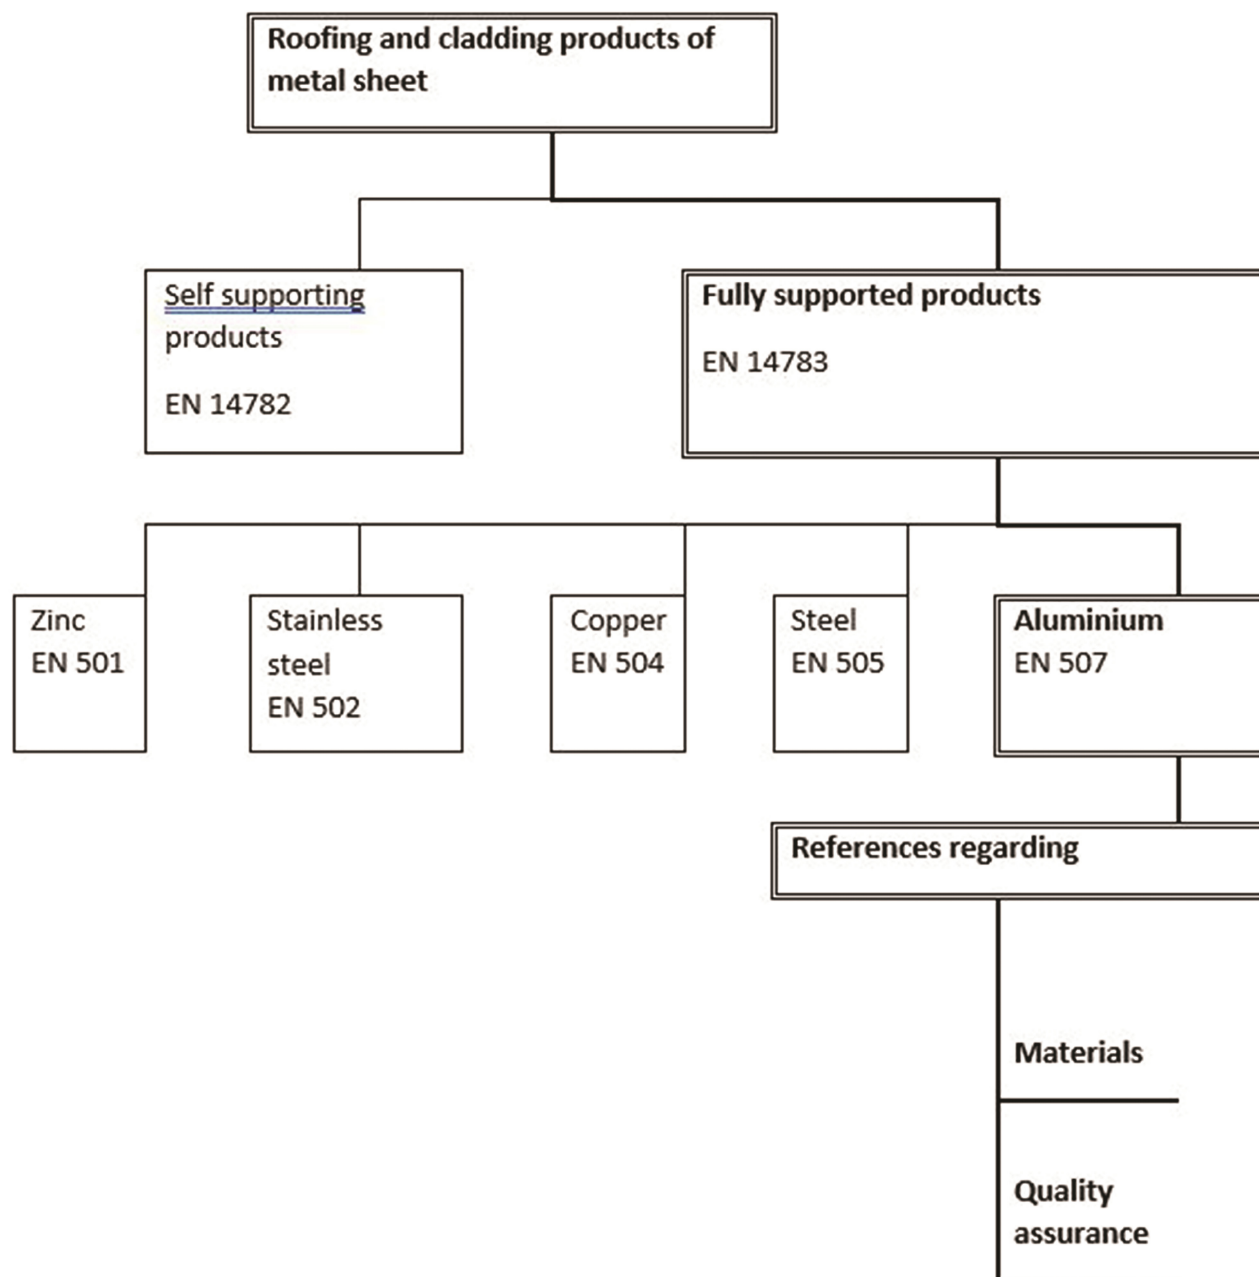 Roofing and cladding products of
metal sheet
Self supporting
products
EN 14782
Fully supported products
EN 14783
Zinc
EN 501
Stainless
steel
EN 502
Copper
EN 504
Steel
EN 505
Aluminium
EN 507
References regarding
Materials
Quality
assurance